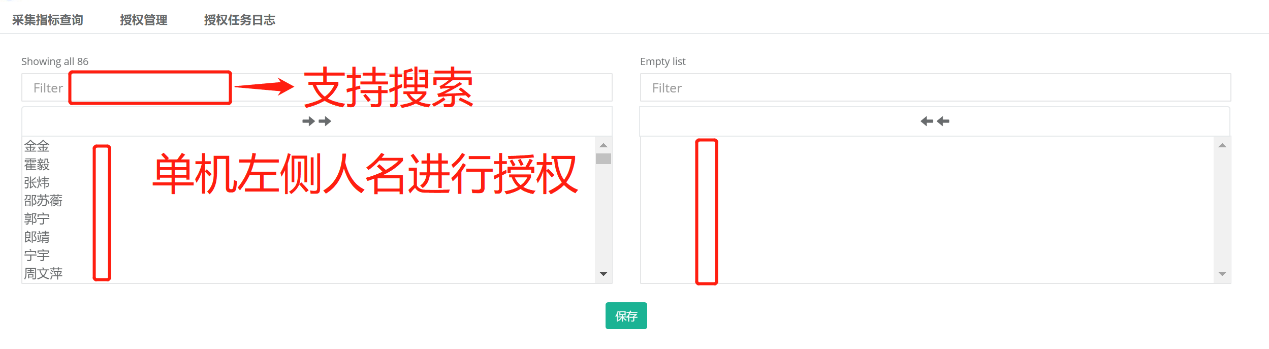 采集指标查询 授权管理 授权任务日志
Showing all 86
Empty list
Filter
支持搜索
Filter
单机左侧人名进行授权
金金
霍毅
张炜
邵苏蘅
郭宁
郎靖
宁宇
周文萍
保存